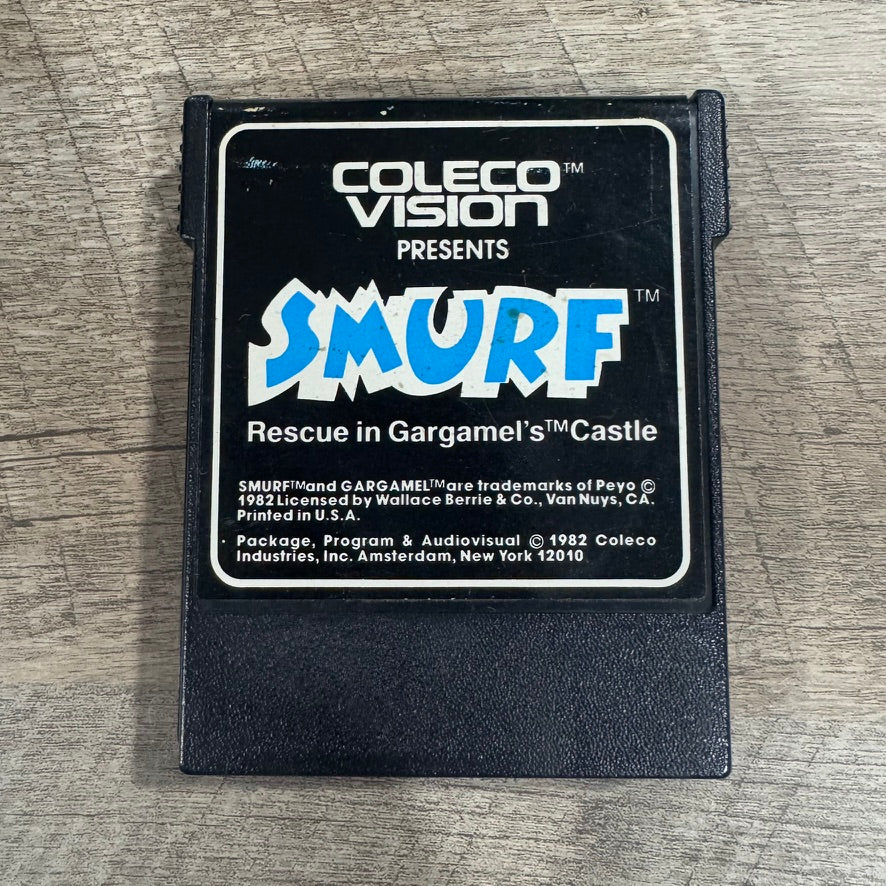 COLECO™
VISION
PRESENTS
SMURF™
Rescue in Gargamel's™Castle
SMURF™and GARGAMEL™are trademarks of Peyo ©
1982 Licensed by Wallace Berrie & Co., Van Nuys, CA.
Printed in U.S.A.
Package, Program & Audiovisual © 1982 Coleco
Industries, Inc. Amsterdam, New York 12010